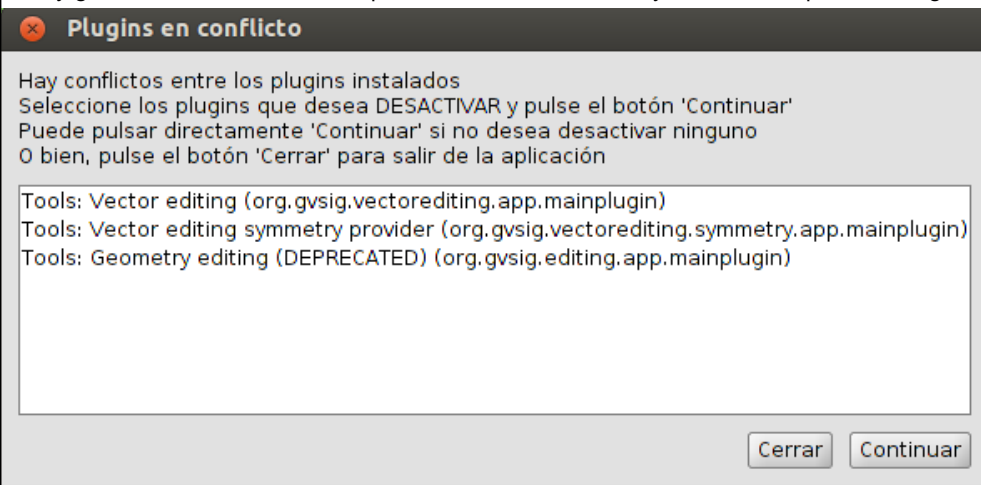 Plugins en conflicto
Hay conflictos entre los plugins instalados
Seleccione los plugins que desea DESACTIVAR y pulse el botón 'Continuar'
Puede pulsar directamente 'Continuar' si no desea desactivar ninguno
O bien, pulse el botón 'Cerrar' para salir de la aplicación
Tools: Vector editing (org.gvsig.vectorediting.app.mainplugin)
Tools: Vector editing symmetry provider (org.gvsig.vectorediting.symmetry.app.mainplugin)
Tools: Geometry editing (DEPRECATED) (org.gvsig.editing.app.mainplugin)
Cerrar Continuar